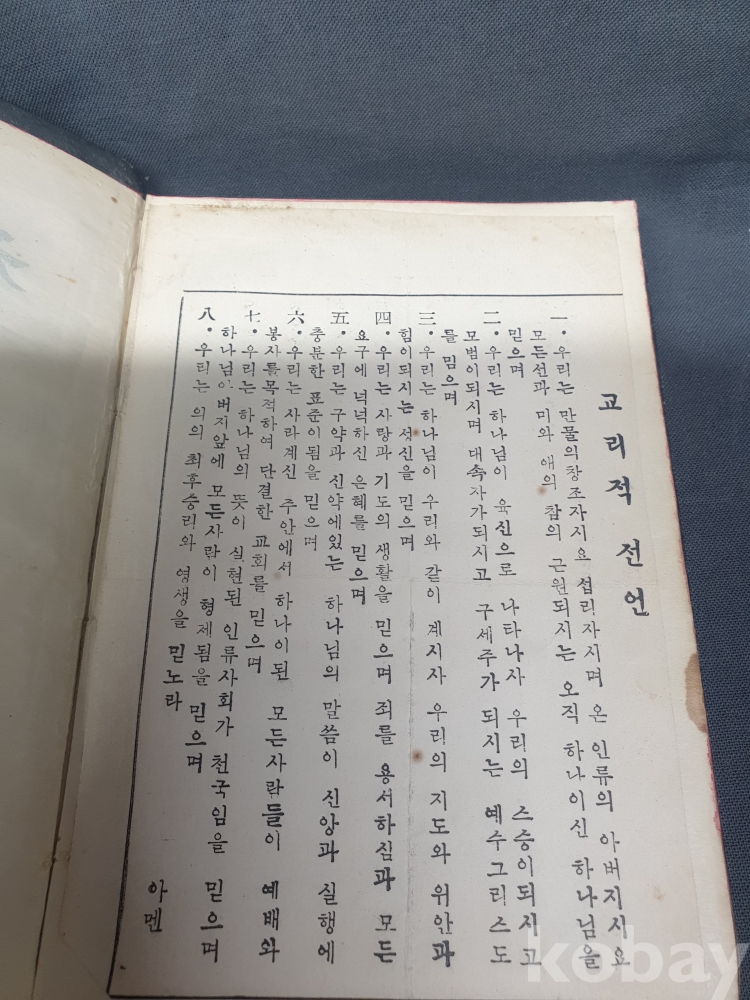 고리적 전언
一・우리는 만물의창조자시요 섭리자시며 온 인류의 아버지시요
모든선과 미와 애의 참의 근원되시는 오직 하나이신 하나님을
믿으며
二・우리는 하나님이 육신으로 나타나사 우리의 스승이되시고
모범이되시며 대속자가되시고 구세주가 되시는 예수그리스도
를 믿으며
三・우리는 하나님이 우리와 같이 계시사 우리의 지도와 위안과
힘이되시는 성신을 믿으며
四・우리는 사랑과 기도의 생활을 믿으며 죄를 용서하심과 모든
요구에 넉넉하신 은혜를 믿으며
五・우리는 구약과 신약에있는 하나님의 말씀이 신앙과 실행에
충분한 표준이됨을 믿으며
六・우리는 사라계신 주안에서 하나이된 모든사람들이 예배와
봉사를목적하여 단결한 교회를 믿으며
七・우리는 하나님의 뜻이 실현된 인류사회가 천국임을 믿으며
하나님아버지앞에 모든사람이 형제됨을 믿으며
八・우리는 의의 최후승리와 영생을 믿노라
아멘
kobay